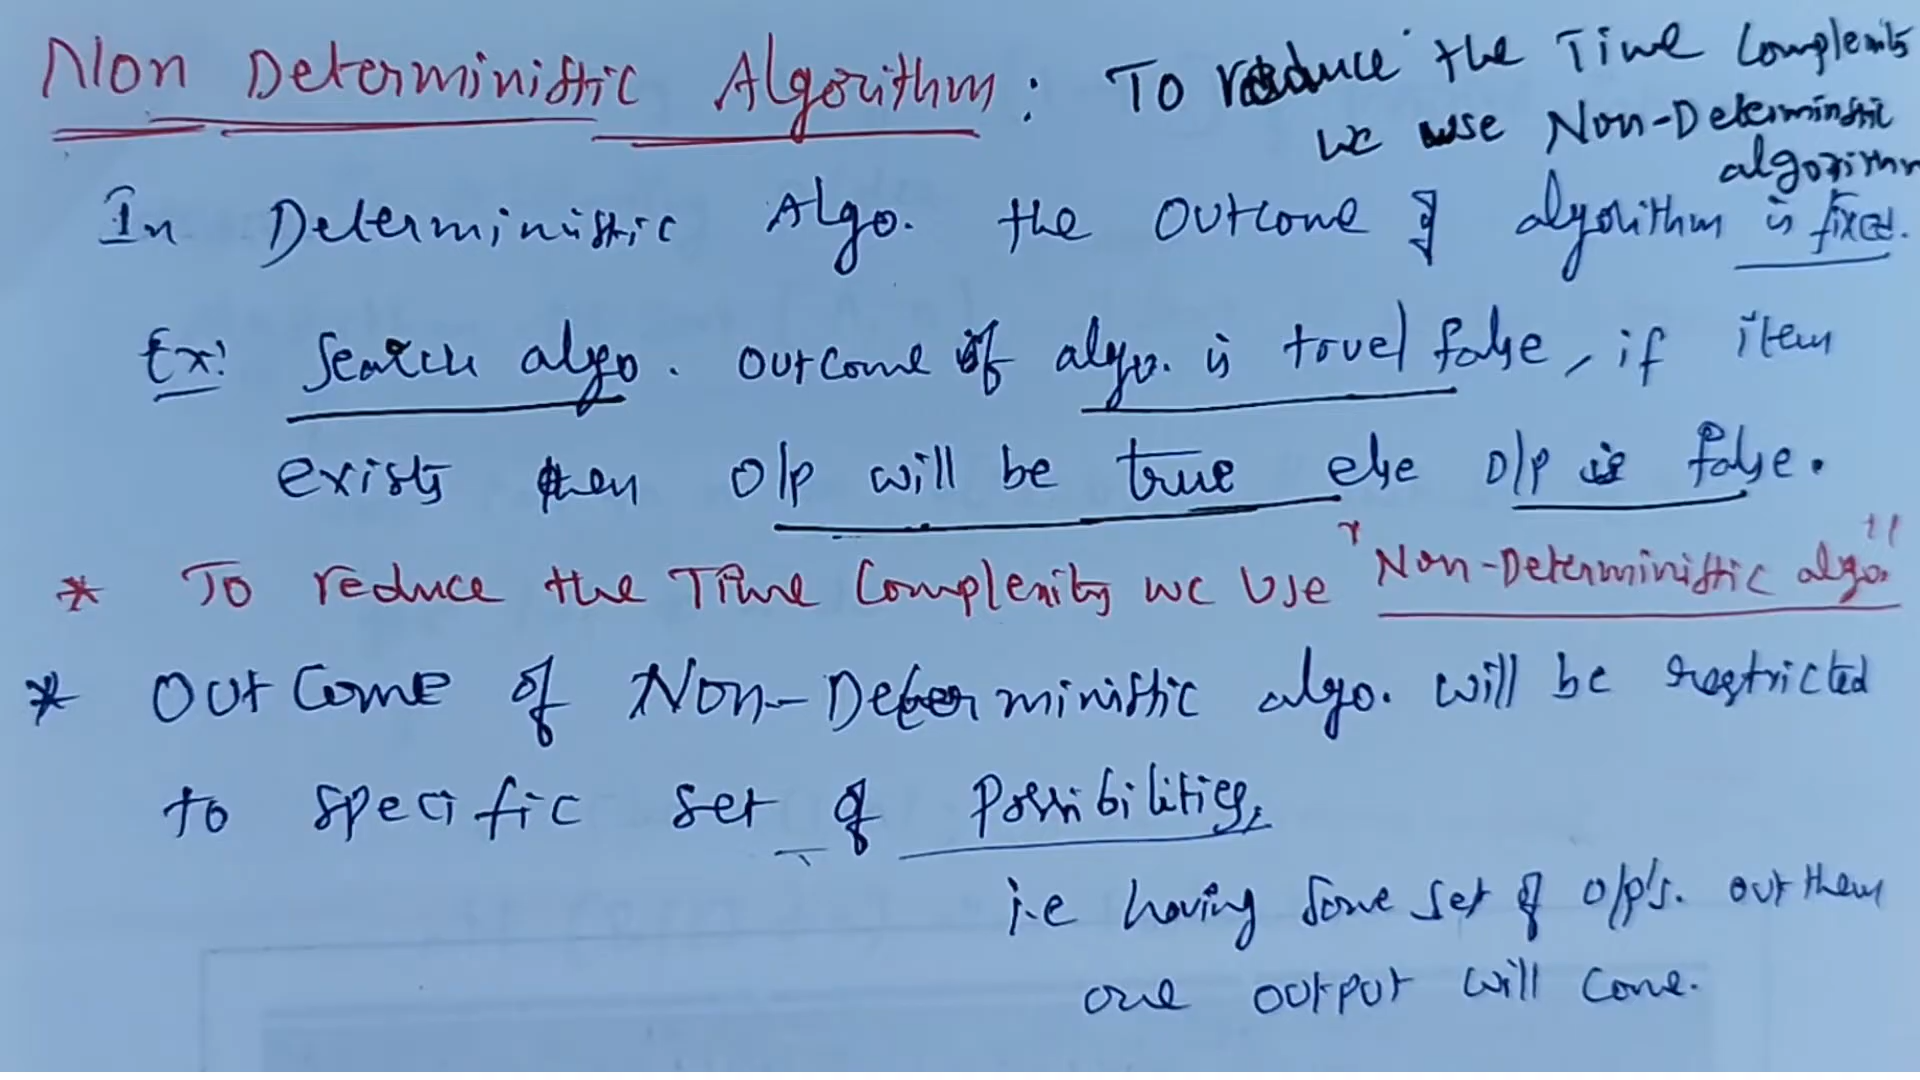 Non Deterministic Algorithm : To reduce the Time Complexity
we use Non-Deterministic
algorithm
In Deterministic Algo. the outcome of algorithm is fixed.
Ex: Search algo. outcome of algo. is true/false, if item
exists then o/p will be true else o/p is false.
* To reduce the Time Complexity we Use "Non-Deterministic algo."
* Outcome of Non-Deterministic algo. will be restricted
to specific set of Possibilities,
i.e having some set of o/p's. out them
one output will come.